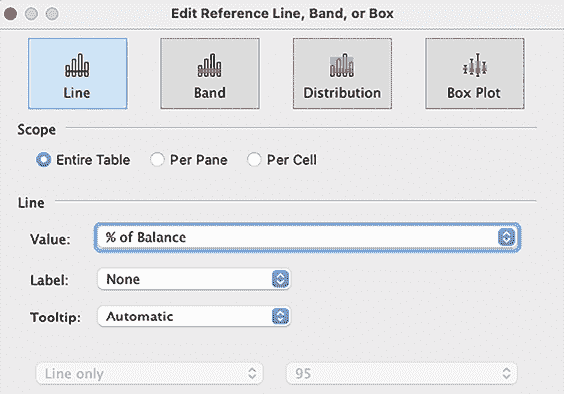 Edit Reference Line, Band, or Box
Line Band Distribution Box Plot
Scope
Entire Table Per Pane Per Cell
Line
Value: % of Balance
Label: None
Tooltip: Automatic
Line only 95